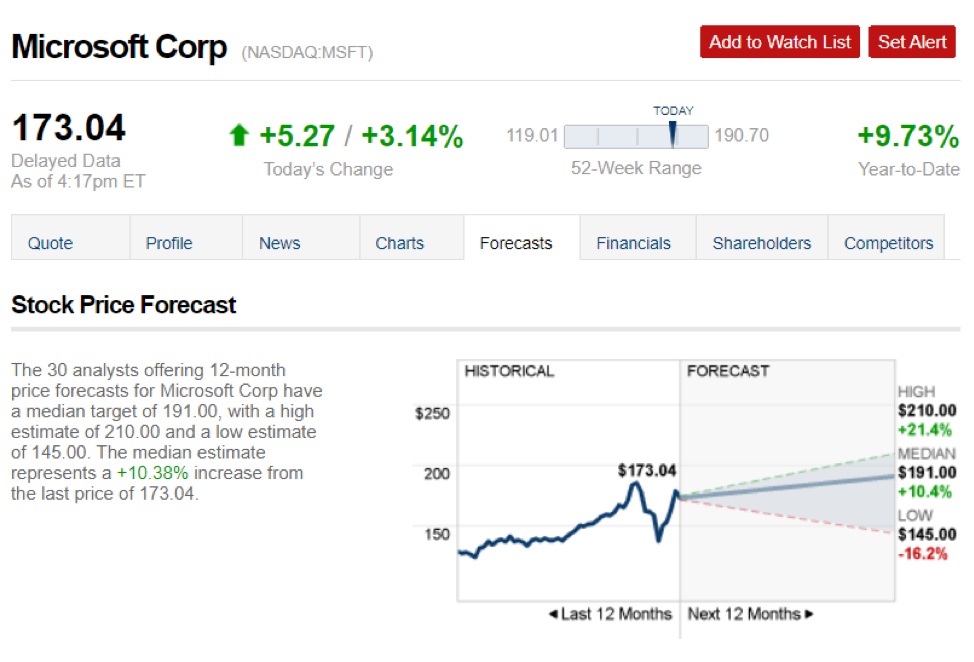 Microsoft Corp (NASDAQ:MSFT)
Add to Watch List Set Alert
173.04
Delayed Data
As of 4:17pm ET
+5.27 / +3.14%
Today's Change
TODAY
119.01 190.70
52-Week Range
+9.73%
Year-to-Date
Quote Profile News Charts Forecasts Financials Shareholders Competitors
Stock Price Forecast
The 30 analysts offering 12-month
price forecasts for Microsoft Corp have
a median target of 191.00, with a high
estimate of 210.00 and a low estimate
of 145.00. The median estimate
represents a +10.38% increase from
the last price of 173.04.
HISTORICAL FORECAST
$250
200
150
$173.04
HIGH
$210.00
+21.4%
MEDIAN
$191.00
+10.4%
LOW
$145.00
-16.2%
Last 12 Months Next 12 Months